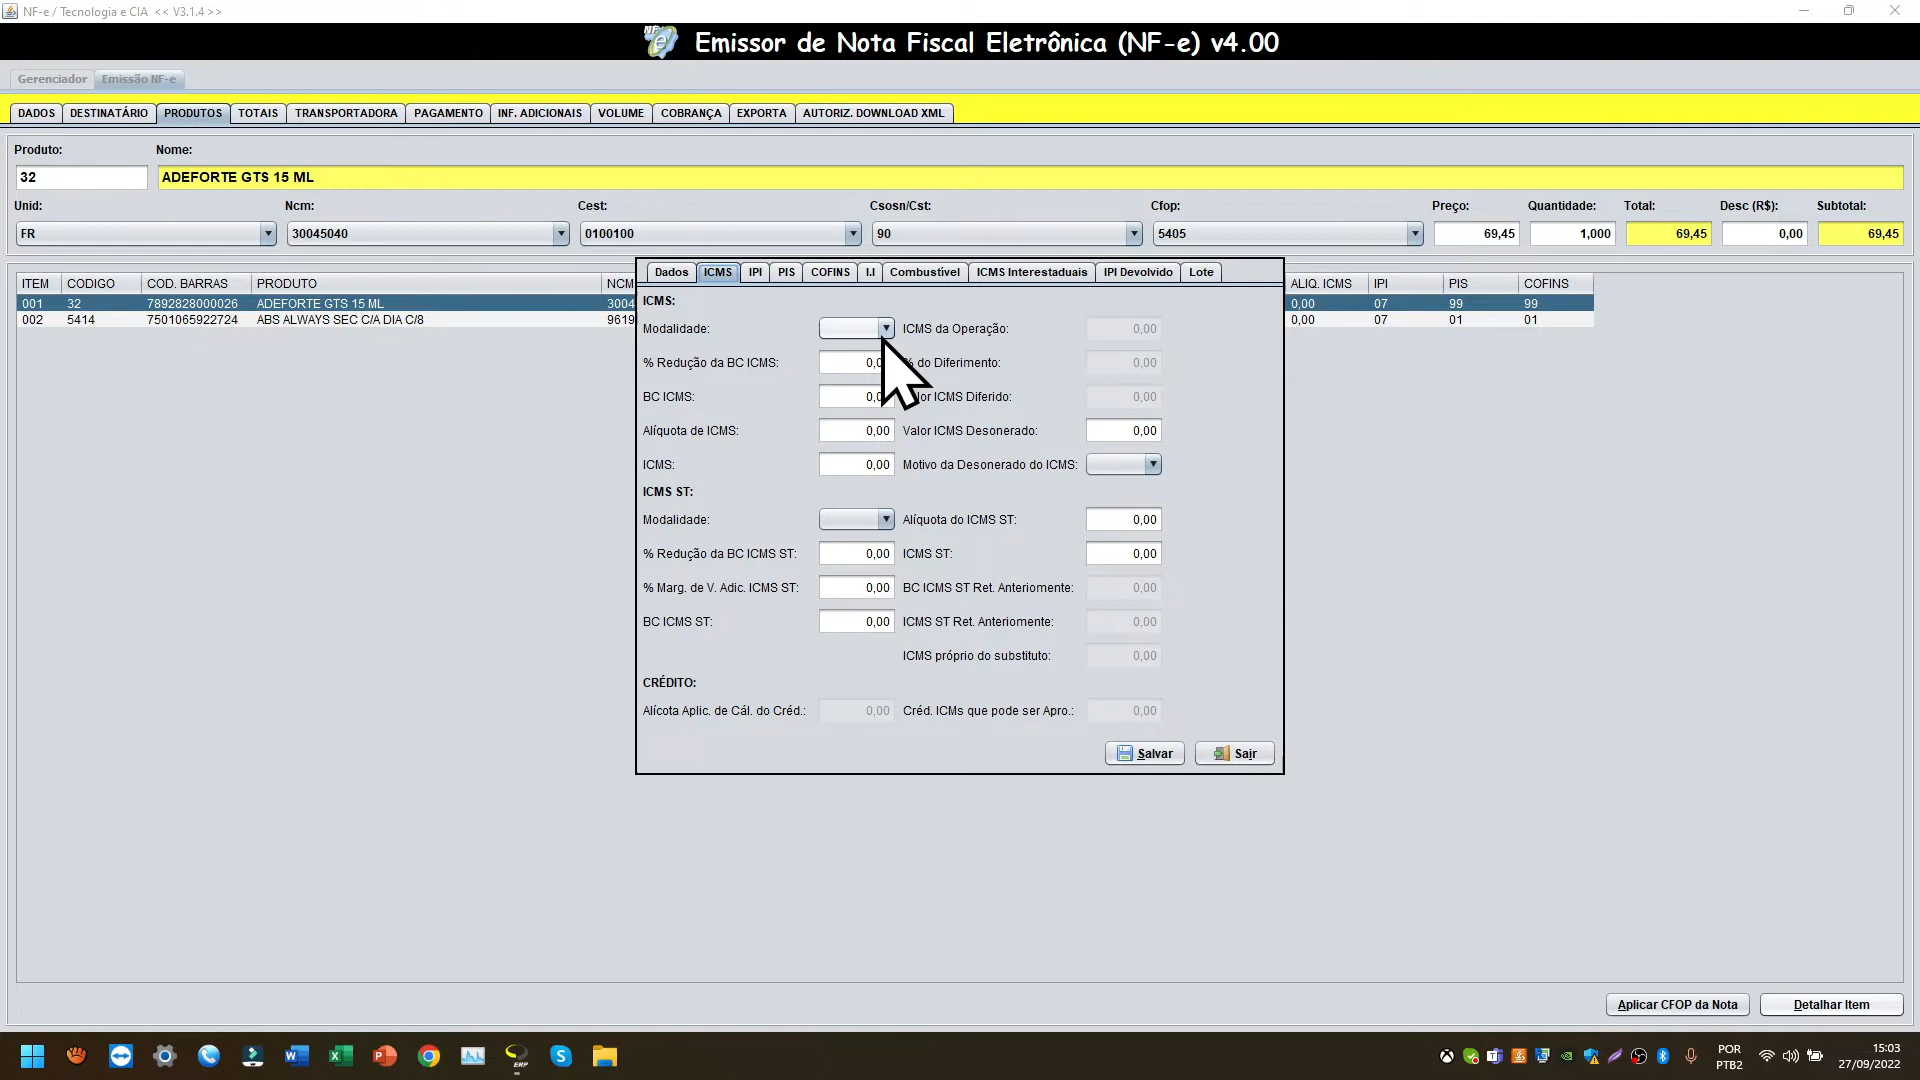 NF-e / Tecnologia e CIA << V3.1.4 >>
Emissor de Nota Fiscal Eletrônica (NF-e) v4.00
Gerenciador Emissão NF-e
DADOS DESTINATÁRIO PRODUTOS TOTAIS TRANSPORTADORA PAGAMENTO INF. ADICIONAIS VOLUME COBRANÇA EXPORTA AUTORIZ. DOWNLOAD XML
Produto: Nome:
32 ADEFORTE GTS 15 ML
Unid: Ncm: Cest: Csosn/Cst: Cfop: Preço: Quantidade: Total: Desc (R$): Subtotal:
FR 30045040 0100100 90 5405 69,45 1,000 69,45 0,00 69,45
ITEM CODIGO COD. BARRAS PRODUTO NCM ALIQ. ICMS IPI PIS COFINS
001 32 7892828000026 ADEFORTE GTS 15 ML 3004 0,00 07 99 99
002 5414 7501065922724 ABS ALWAYS SEC C/A DIA C/8 9619 0,00 07 01 01
Dados ICMS IPI PIS COFINS I.I Combustível ICMS Interestaduais IPI Devolvido Lote
ICMS:
Modalidade: ICMS da Operação: 0,00
% Redução da BC ICMS: 0,0 % do Diferimento: 0,00
BC ICMS: 0,0 or ICMS Diferido: 0,00
Alíquota de ICMS: 0,00 Valor ICMS Desonerado: 0,00
ICMS: 0,00 Motivo da Desonerado do ICMS:
ICMS ST:
Modalidade: Alíquota do ICMS ST: 0,00
% Redução da BC ICMS ST: 0,00 ICMS ST: 0,00
% Marg. de V. Adic. ICMS ST: 0,00 BC ICMS ST Ret. Anteriomente: 0,00
BC ICMS ST: 0,00 ICMS ST Ret. Anteriomente: 0,00
ICMS próprio do substituto: 0,00
CRÉDITO:
Alícota Aplic. de Cál. do Créd.: 0,00 Créd. ICMs que pode ser Apro.: 0,00
Salvar Sair
Aplicar CFOP da Nota Detalhar Item
POR 15:03
PTB2 27/09/2022